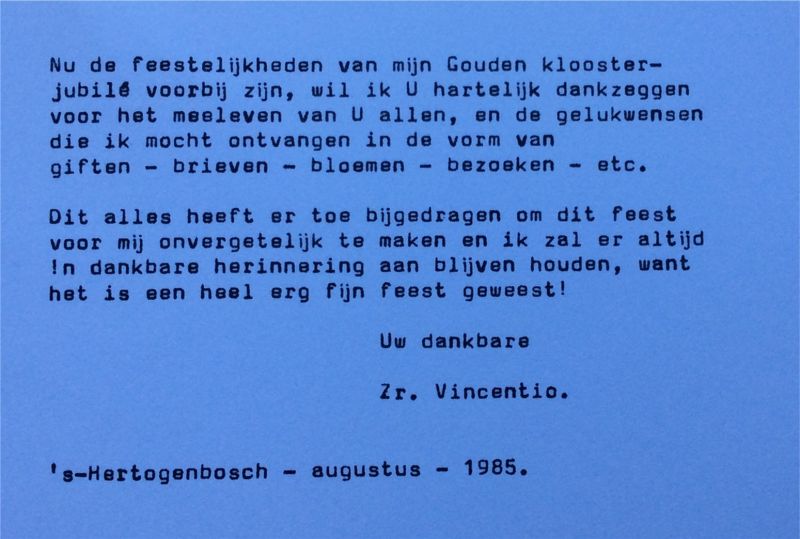 Nu de feestelijkheden van mijn Gouden klooster-
jubilé voorbij zijn, wil ik U hartelijk dankzeggen
voor het meeleven van U allen, en de gelukwensen
die ik mocht ontvangen in de vorm van
giften - brieven - bloemen - bezoeken - etc.

Dit alles heeft er toe bijgedragen om dit feest
voor mij onvergetelijk te maken en ik zal er altijd
!n dankbare herinnering aan blijven houden, want
het is een heel erg fijn feest geweest!

Uw dankbare

Zr. Vincentio.

's-Hertogenbosch - augustus - 1985.